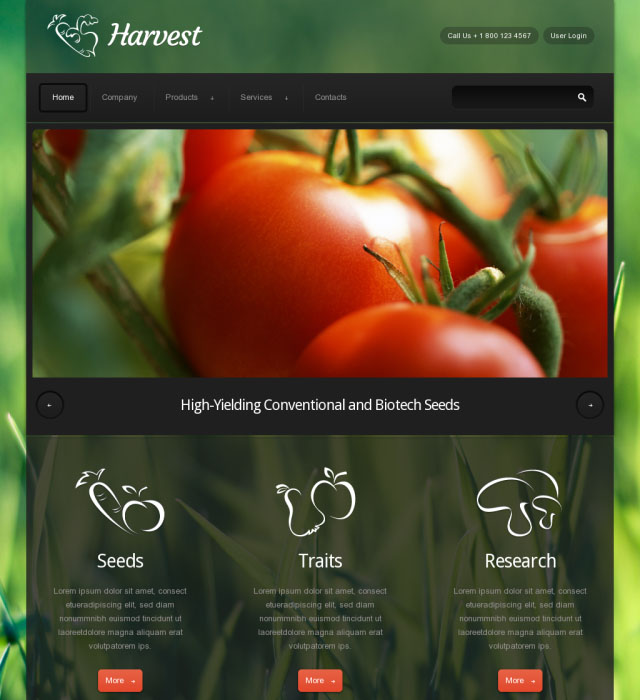 Harvest
Call Us + 1 800 123 4567
User Login
Home
Company
Products
Services
Contacts
High-Yielding Conventional and Biotech Seeds
Seeds
Lorem ipsum dolor sit amet, consect
etueradipiscing elit, sed diam
nonummnibh euismod tincidunt ut
laoreetdolore magna aliquam erat
volutpatorem ips.
More
Traits
Lorem ipsum dolor sit amet, consect
etueradipiscing elit, sed diam
nonummnibh euismod tincidunt ut
laoreetdolore magna aliquam erat
volutpatorem ips.
More
Research
Lorem ipsum dolor sit amet, consect
etueradipiscing elit, sed diam
nonummnibh euismod tincidunt ut
laoreetdolore magna aliquam erat
volutpatorem ips.
More